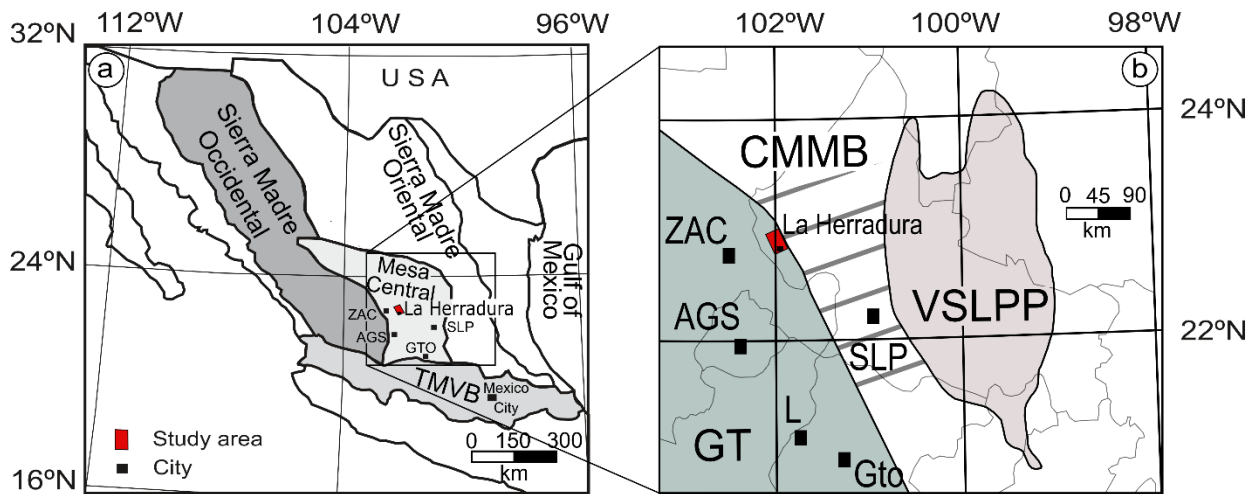 112ºW
104ºW
96ºW
32ºN
24ºN
16ºN
a
U S A
Sierra Madre
Occidental
Sierra Madre
Oriental
Gulf of
Mexico
Mesa
Central
La Herradura
ZAC
SLP
AGS
GTO
TMVB
Mexico
City
Study area
City
0 150 300
km
102ºW
100ºW
98ºW
24ºN
22ºN
b
CMMB
La Herradura
ZAC
0 45 90
km
AGS
SLP
VSLPP
L
GT
Gto